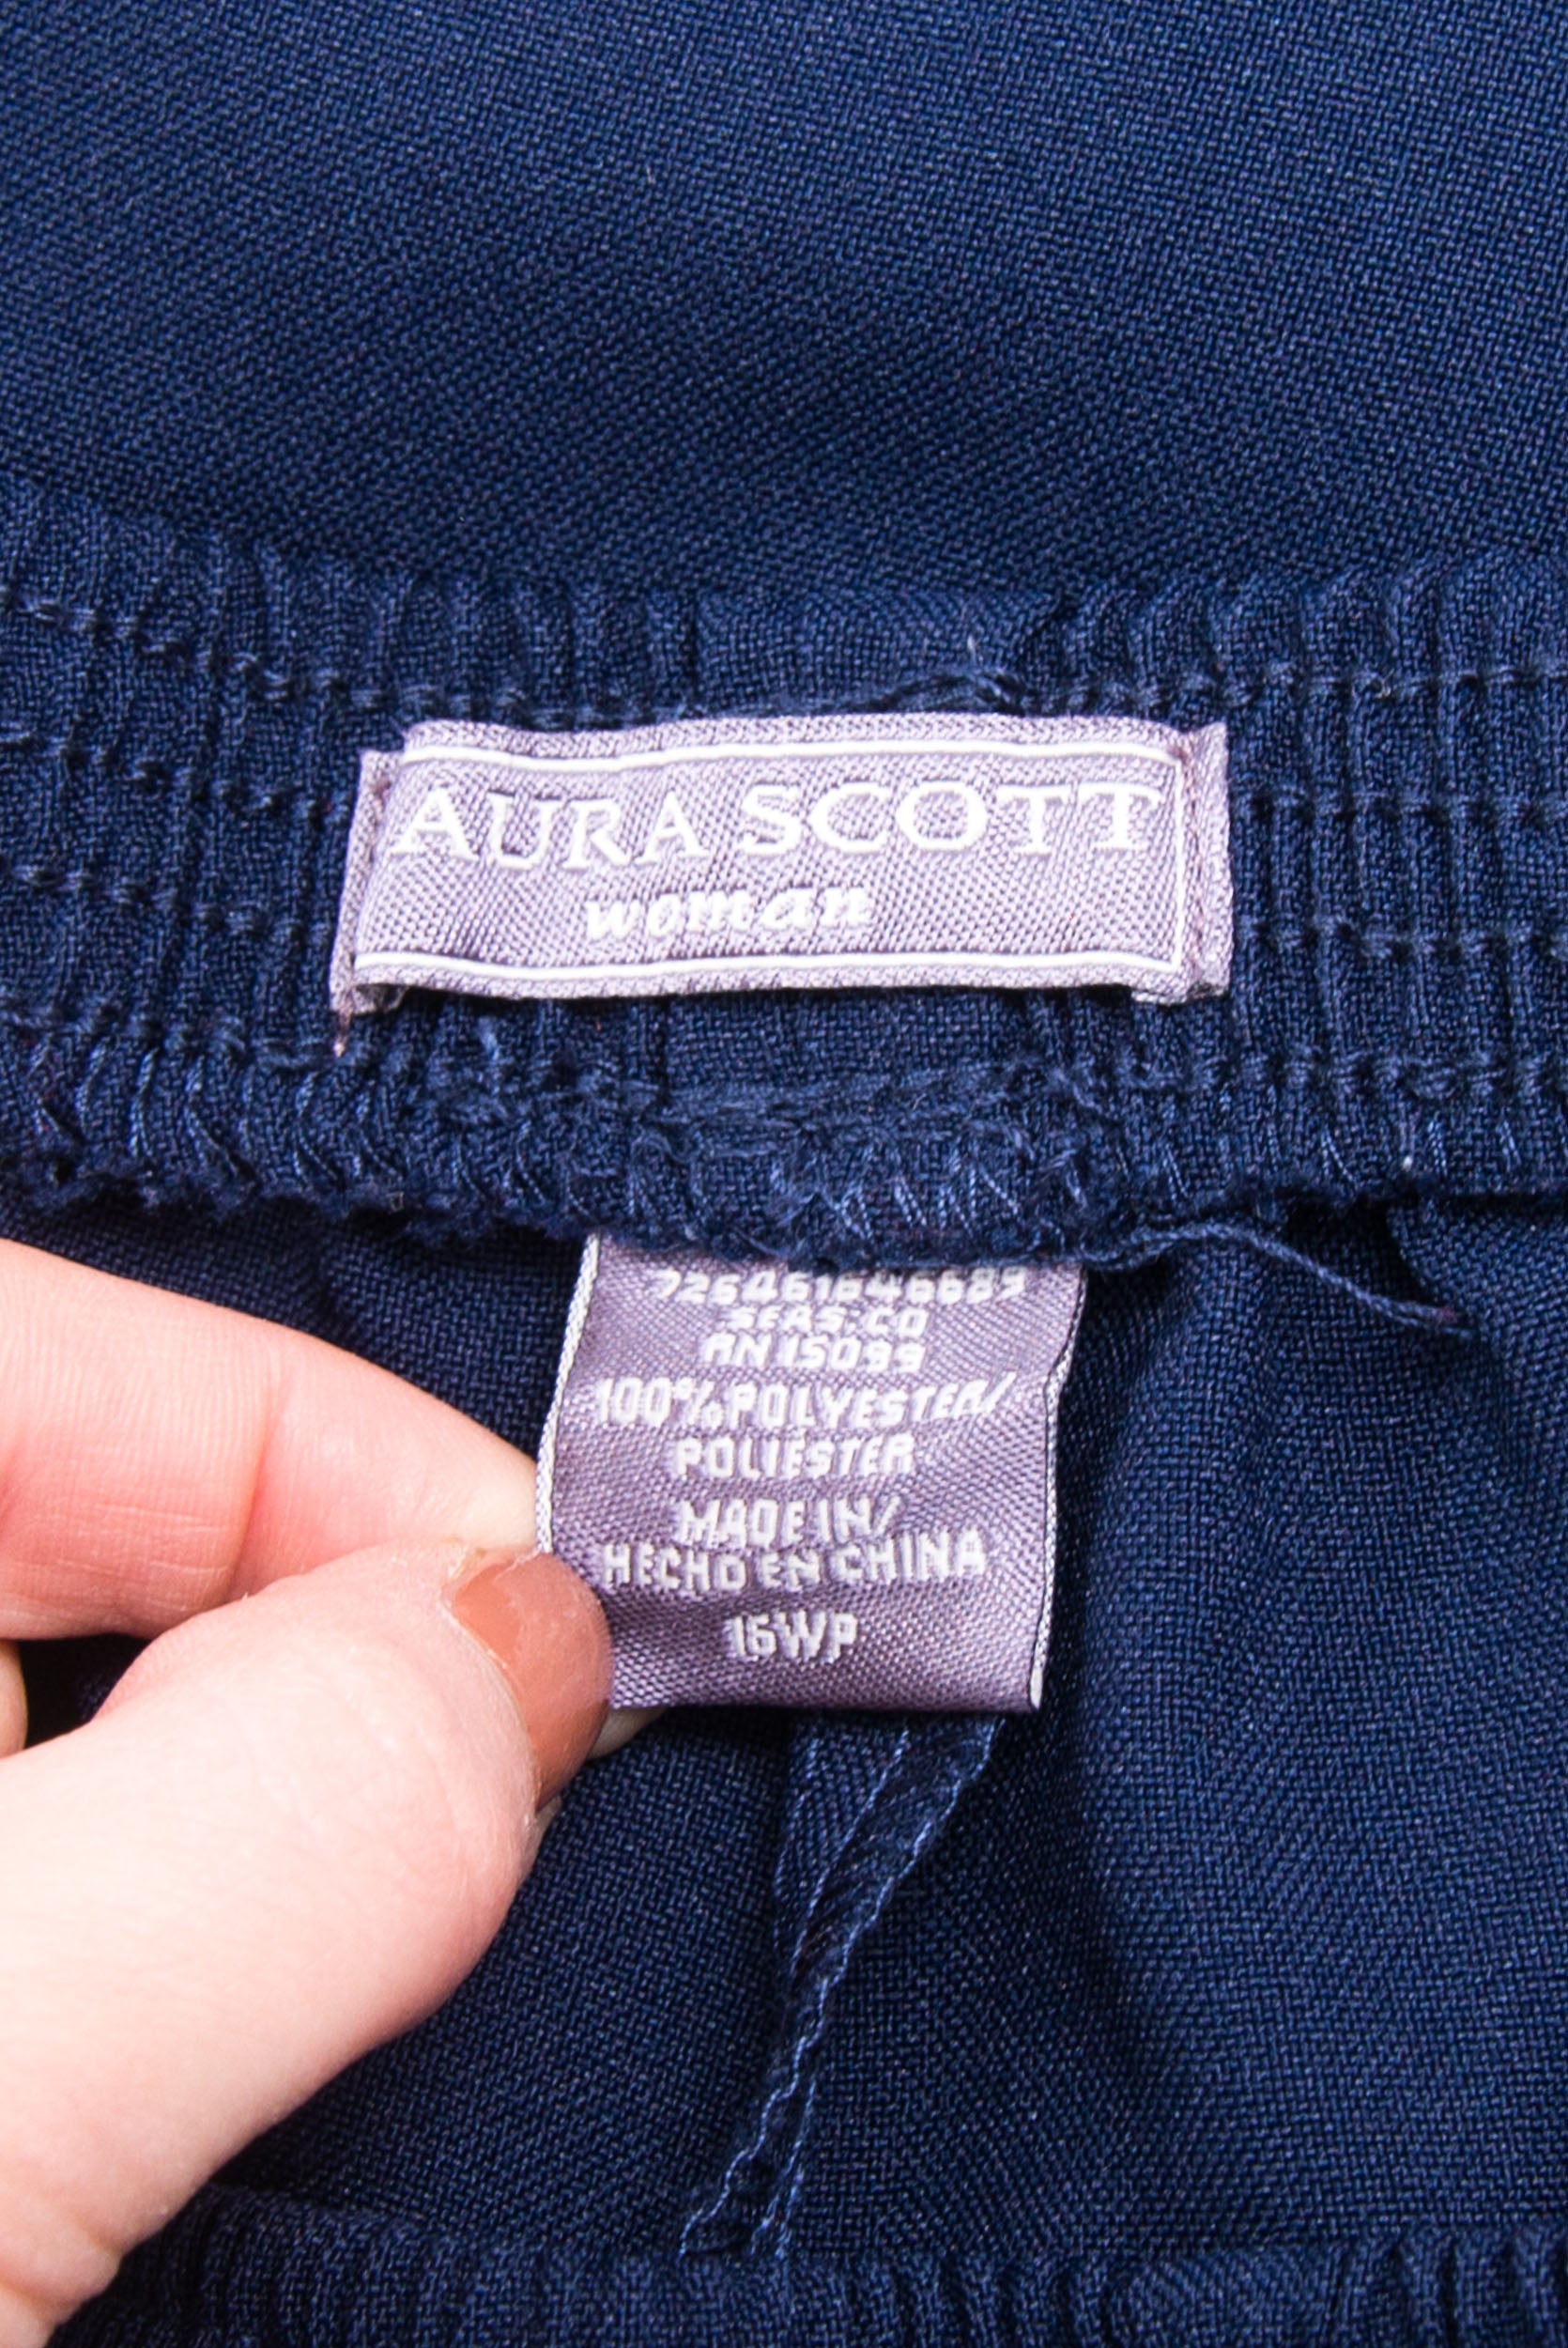 AURA SCOTT
woman
SEARS.CO
RN 15099
100% POLYESTER/
POLIESTER
MADE IN/
HECHO EN CHINA
16WP